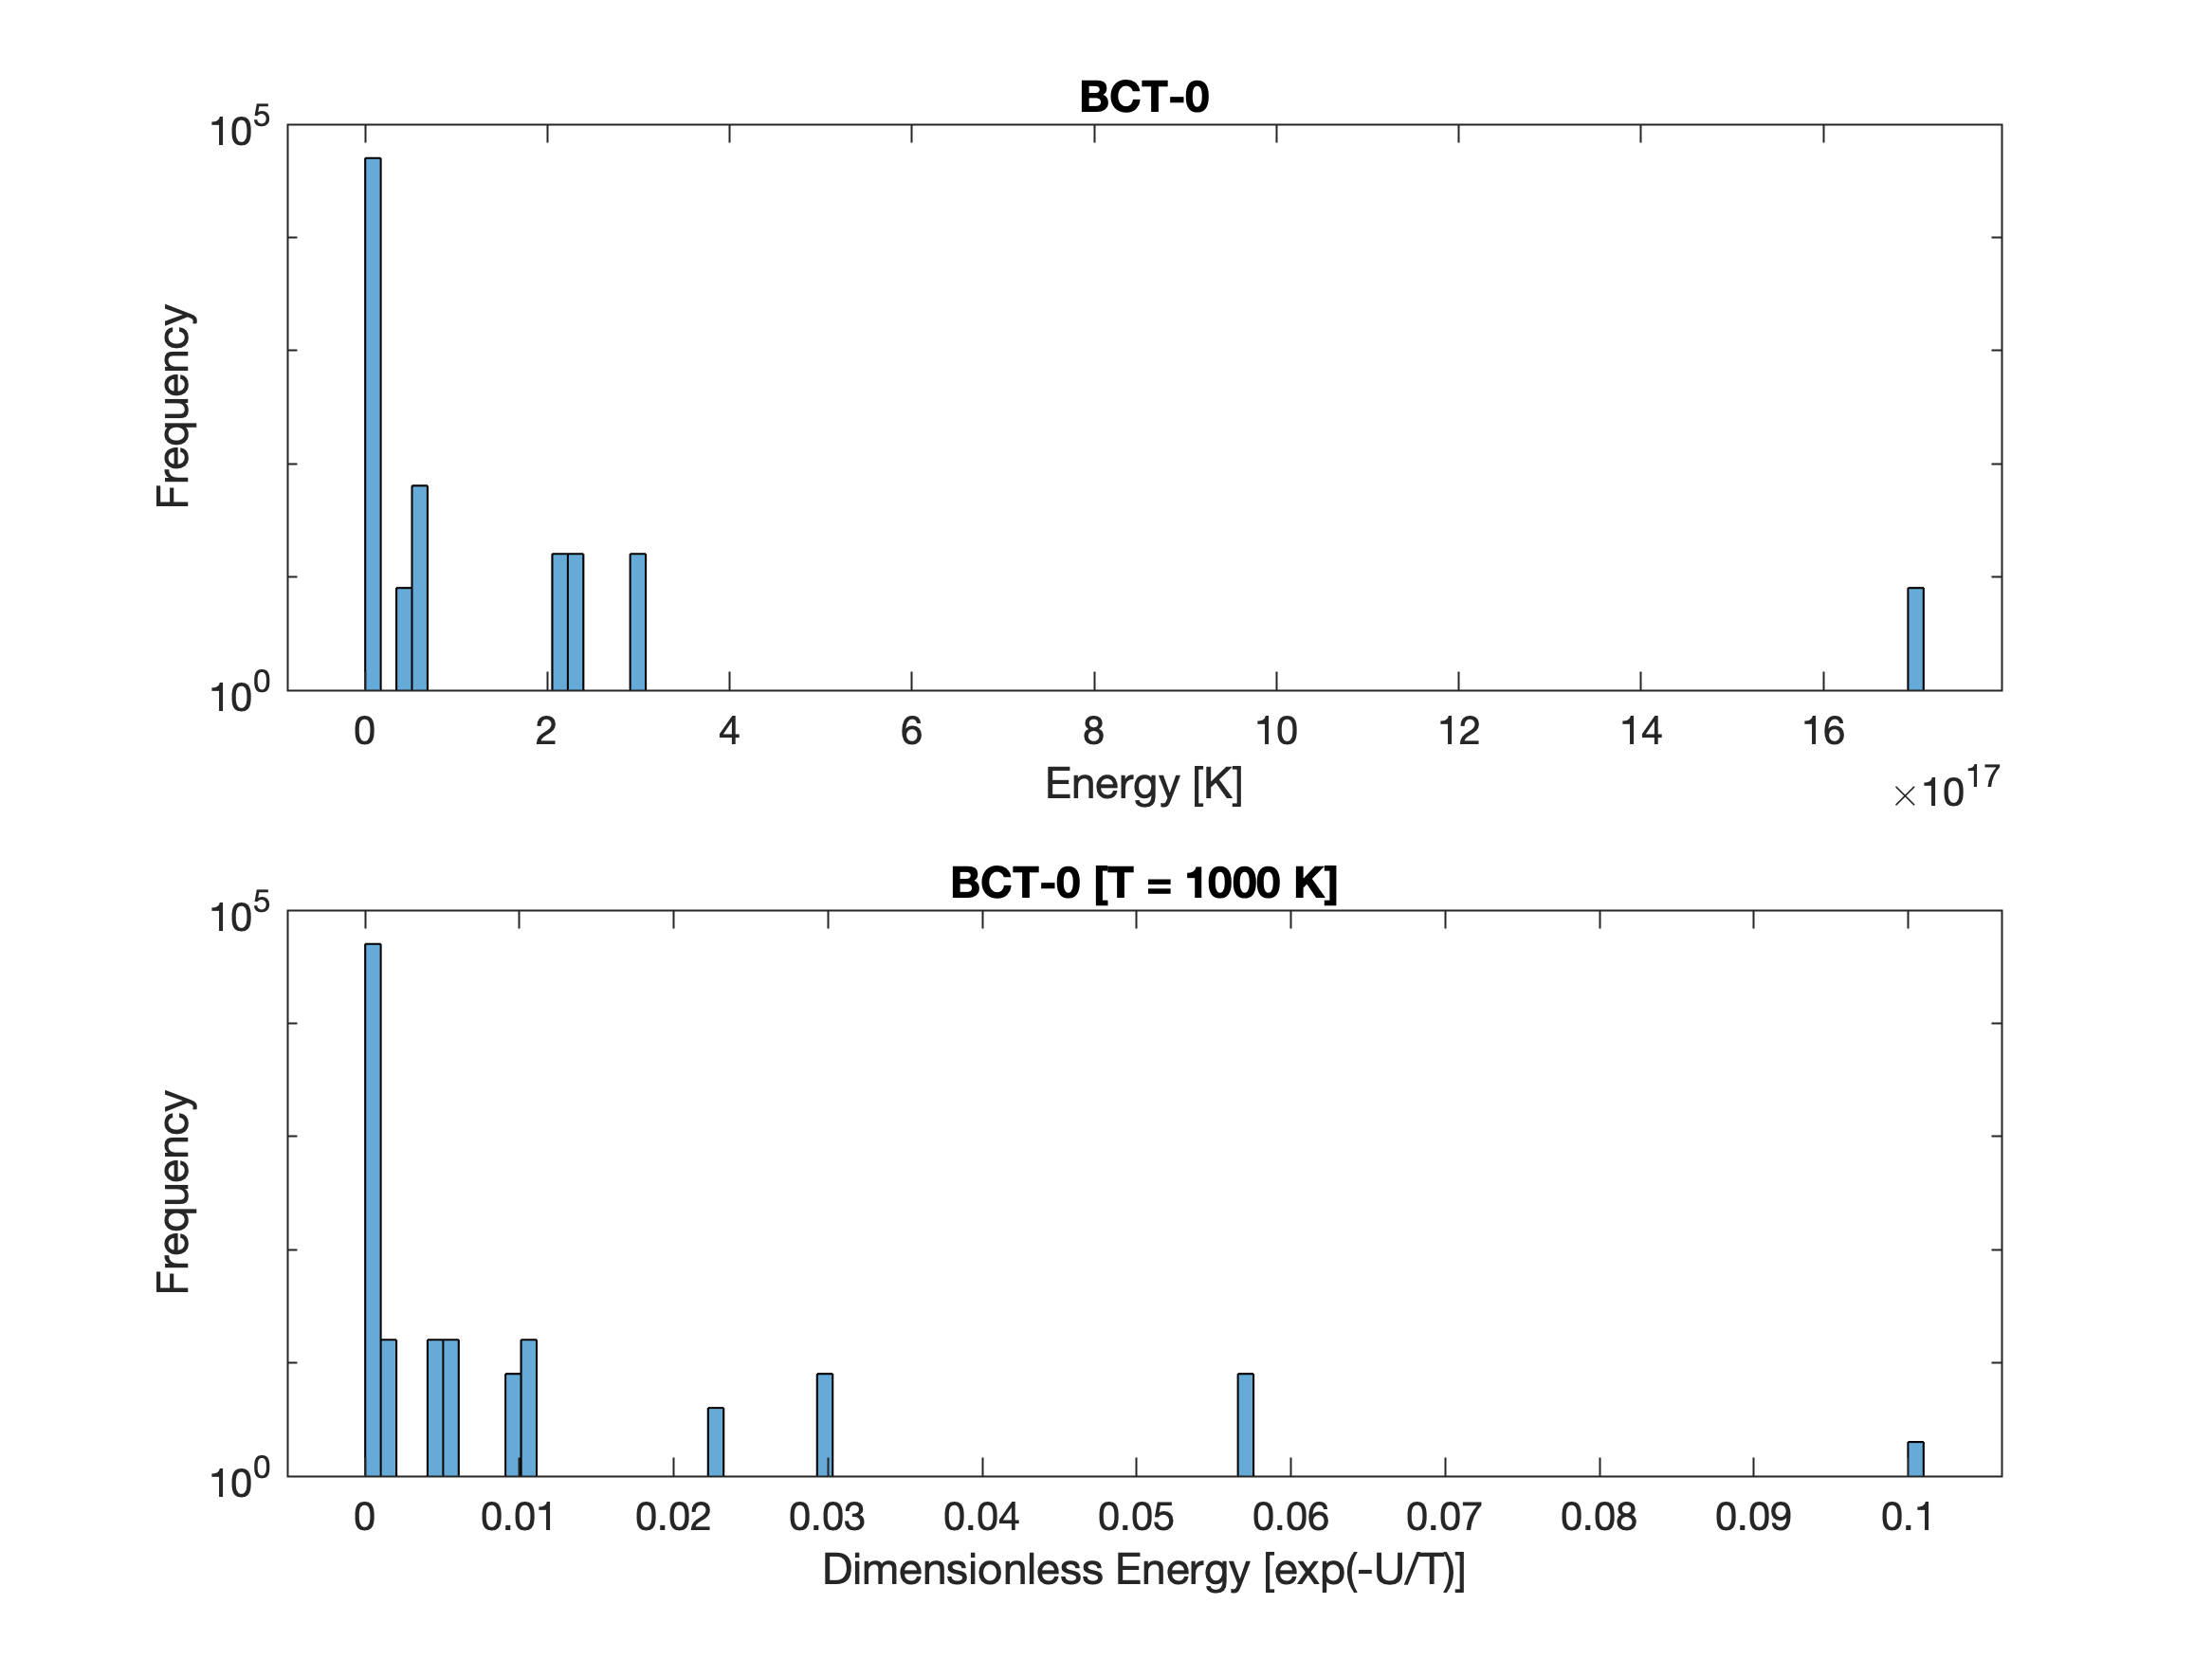 BCT-0
10^5
Frequency
10^0
0 2 4 6 8 10 12 14 16
Energy [K]
×10^17
BCT-0 [T = 1000 K]
10^5
Frequency
10^0
0 0.01 0.02 0.03 0.04 0.05 0.06 0.07 0.08 0.09 0.1
Dimensionless Energy [exp(-U/T)]